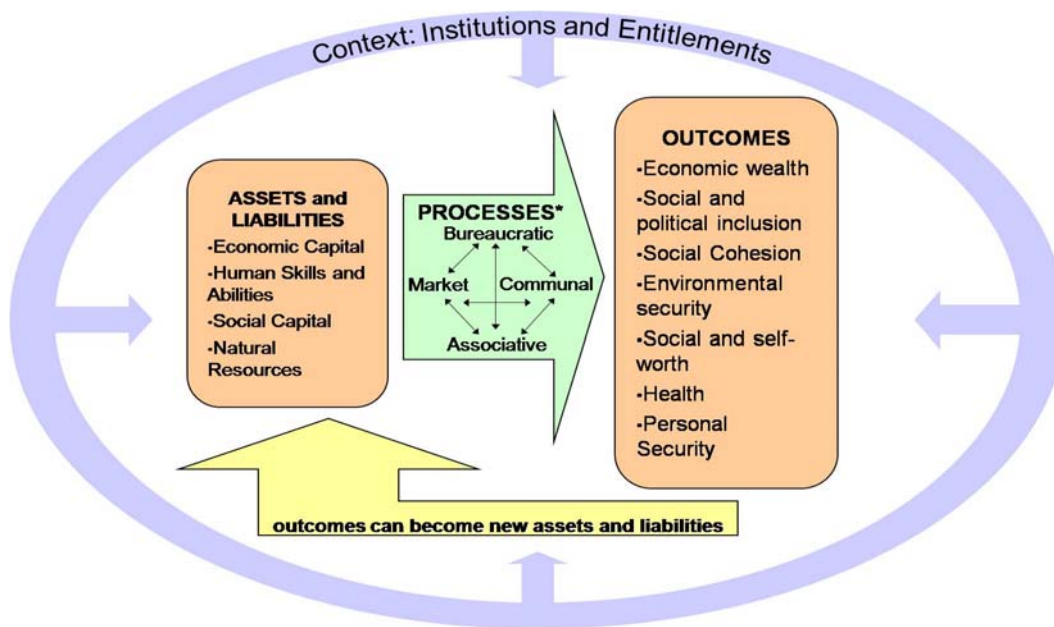 Context: Institutions and Entitlements
ASSETS and
LIABILITIES
-Economic Capital
-Human Skills and
Abilities
-Social Capital
-Natural
Resources
PROCESSES*
Bureaucratic
Market
Communal
Associative
OUTCOMES
-Economic wealth
-Social and
political inclusion
-Social Cohesion
-Environmental
security
-Social and self-
worth
-Health
-Personal
Security
outcomes can become new assets and liabilities